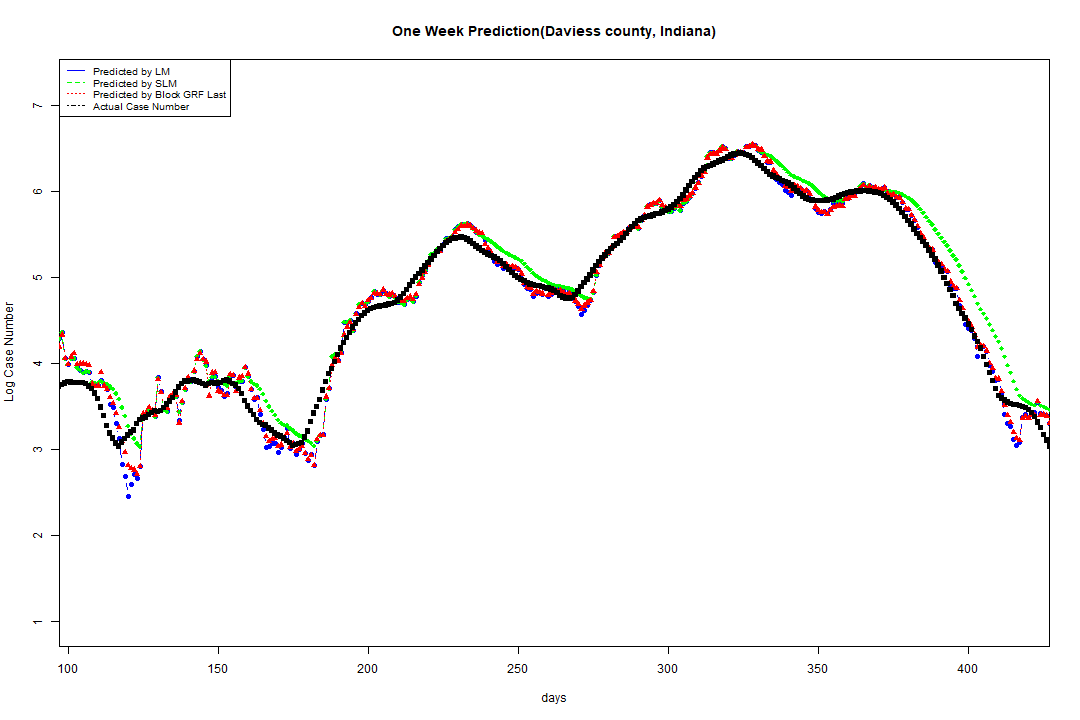 One Week Prediction(Daviess county, Indiana)
Predicted by LM
Predicted by SLM
Predicted by Block GRF Last
Actual Case Number
7
6
5
4
3
2
1
Log Case Number
100 150 200 250 300 350 400
days